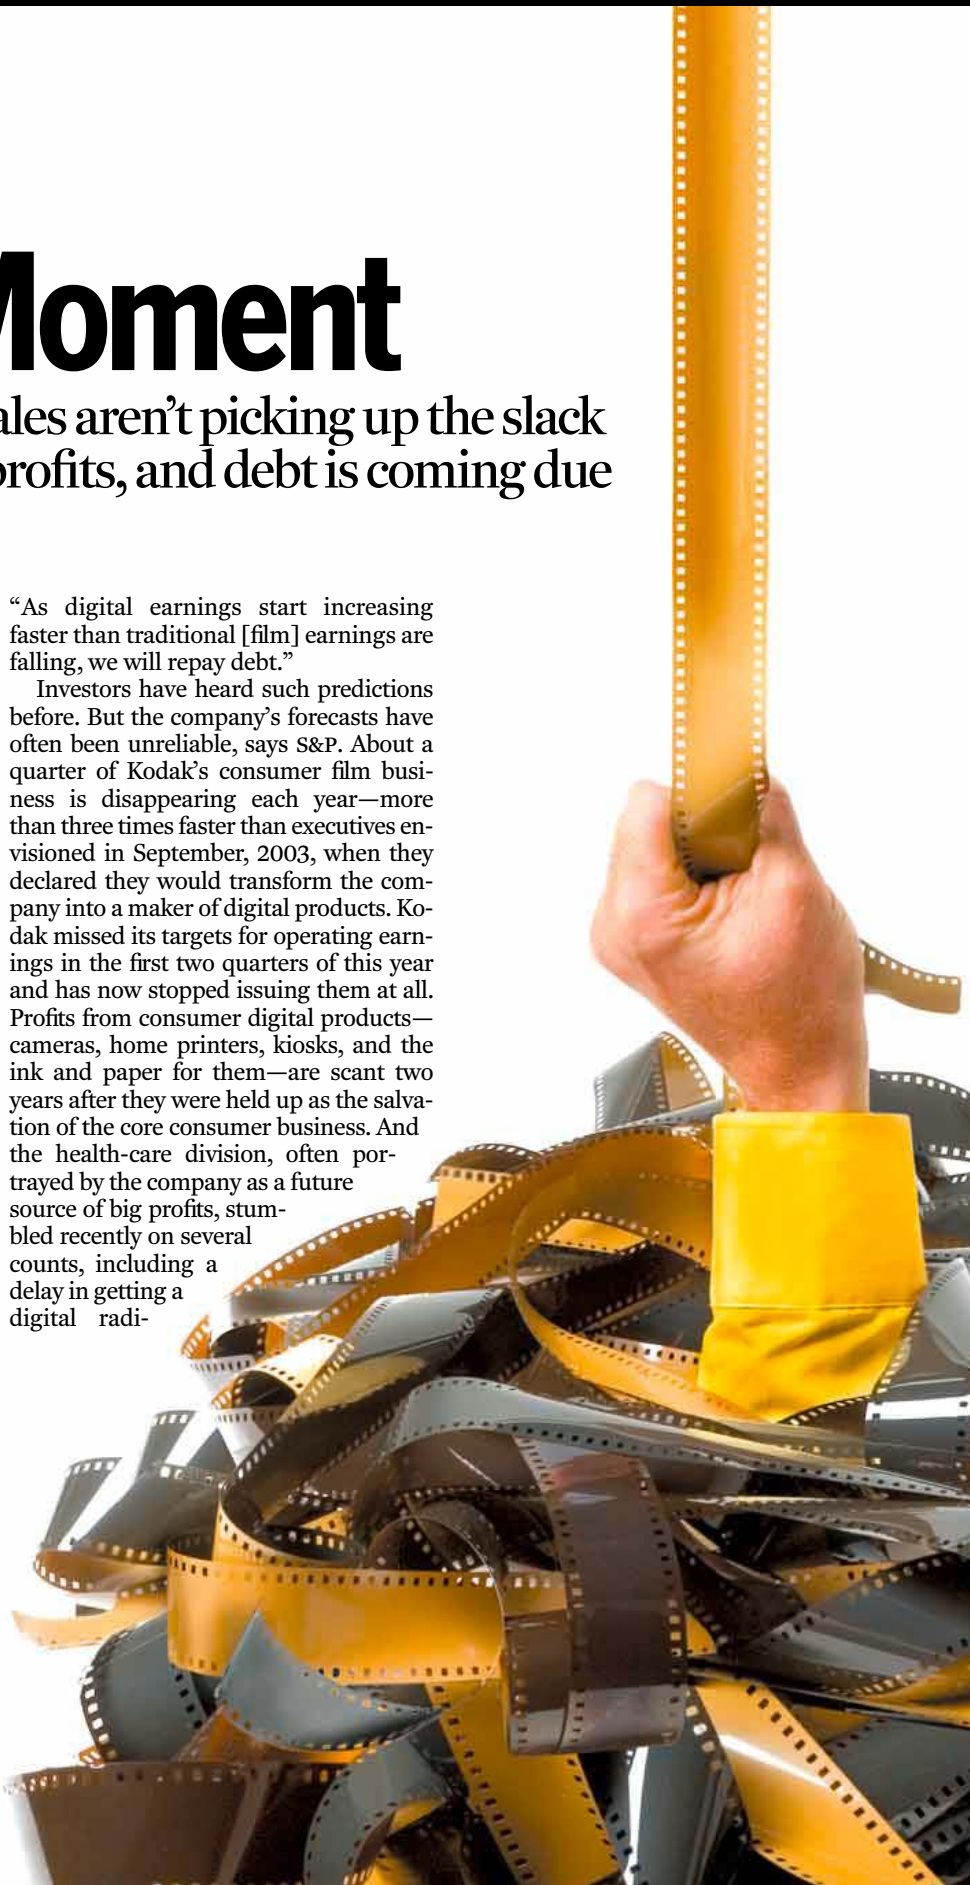 Moment
ales aren’t picking up the slack
profits, and debt is coming due
“As digital earnings start increasing
faster than traditional [film] earnings are
falling, we will repay debt.”
Investors have heard such predictions
before. But the company’s forecasts have
often been unreliable, says S&P. About a
quarter of Kodak’s consumer film busi-
ness is disappearing each year—more
than three times faster than executives en-
visioned in September, 2003, when they
declared they would transform the com-
pany into a maker of digital products. Ko-
dak missed its targets for operating earn-
ings in the first two quarters of this year
and has now stopped issuing them at all.
Profits from consumer digital products—
cameras, home printers, kiosks, and the
ink and paper for them—are scant two
years after they were held up as the salva-
tion of the core consumer business. And
the health-care division, often por-
trayed by the company as a future
source of big profits, stum-
bled recently on several
counts, including a
delay in getting a
digital radi-